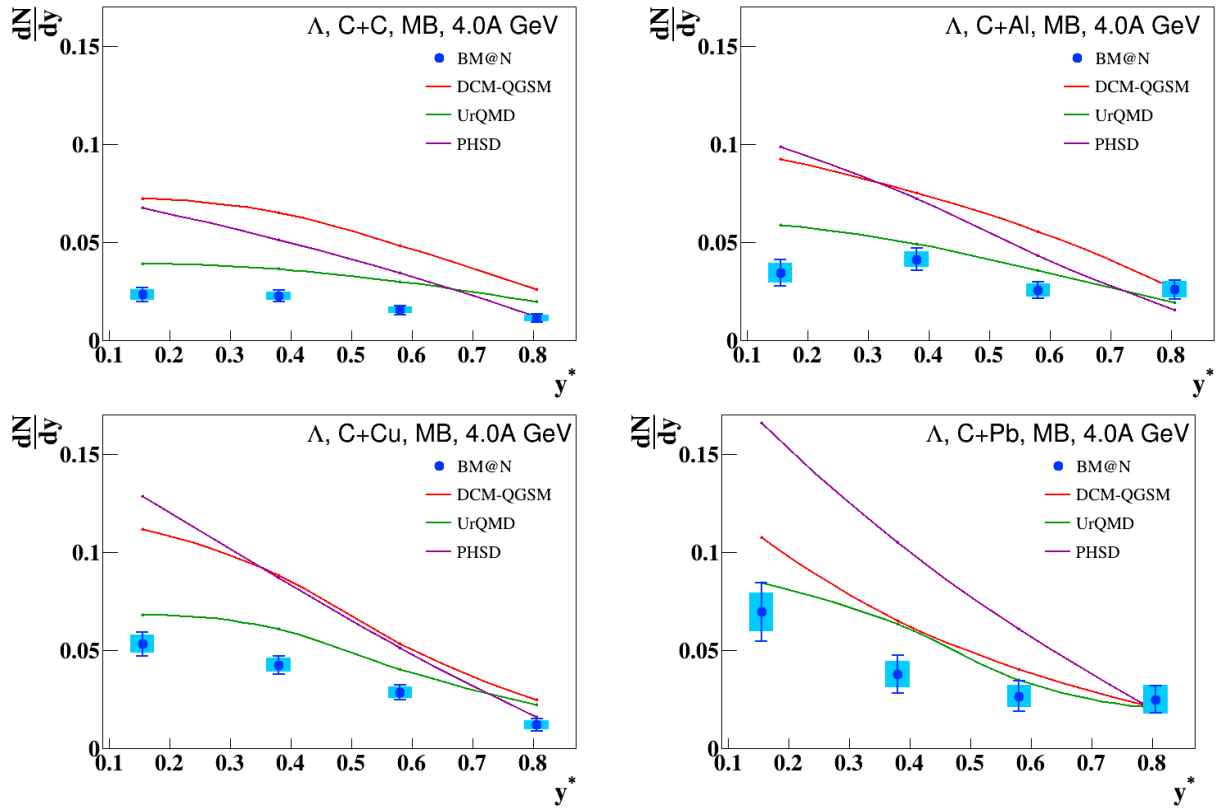 dN
dy
Λ, C+C, MB, 4.0A GeV
0.15
BM@N
DCM-QGSM
UrQMD
0.1
PHSD
0.05
0
0.1 0.2 0.3 0.4 0.5 0.6 0.7 0.8
y*
dN
dy
Λ, C+Al, MB, 4.0A GeV
0.15
BM@N
DCM-QGSM
UrQMD
0.1
PHSD
0.05
0
0.1 0.2 0.3 0.4 0.5 0.6 0.7 0.8
y*
dN
dy
Λ, C+Cu, MB, 4.0A GeV
0.15
BM@N
DCM-QGSM
UrQMD
0.1
PHSD
0.05
0
0.1 0.2 0.3 0.4 0.5 0.6 0.7 0.8
y*
dN
dy
Λ, C+Pb, MB, 4.0A GeV
0.15
BM@N
DCM-QGSM
UrQMD
0.1
PHSD
0.05
0
0.1 0.2 0.3 0.4 0.5 0.6 0.7 0.8
y*